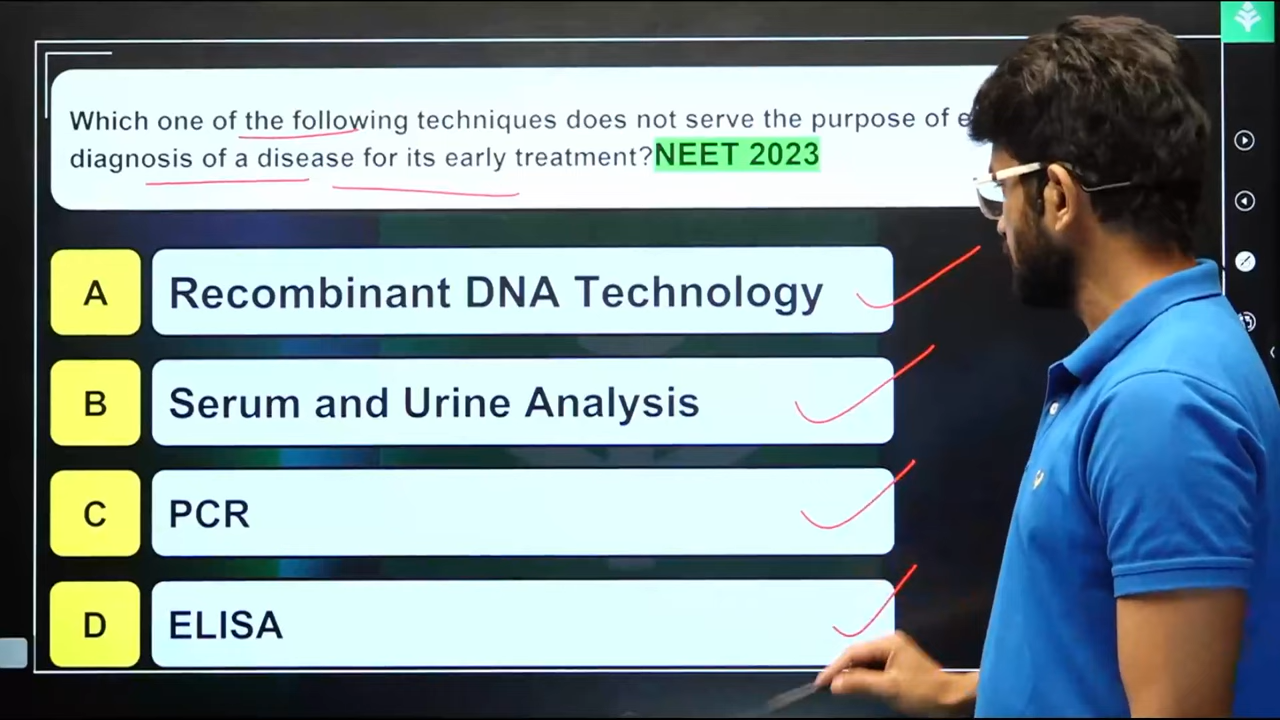 Which one of the following techniques does not serve the purpose of
diagnosis of a disease for its early treatment? NEET 2023
A Recombinant DNA Technology
B Serum and Urine Analysis
C PCR
D ELISA